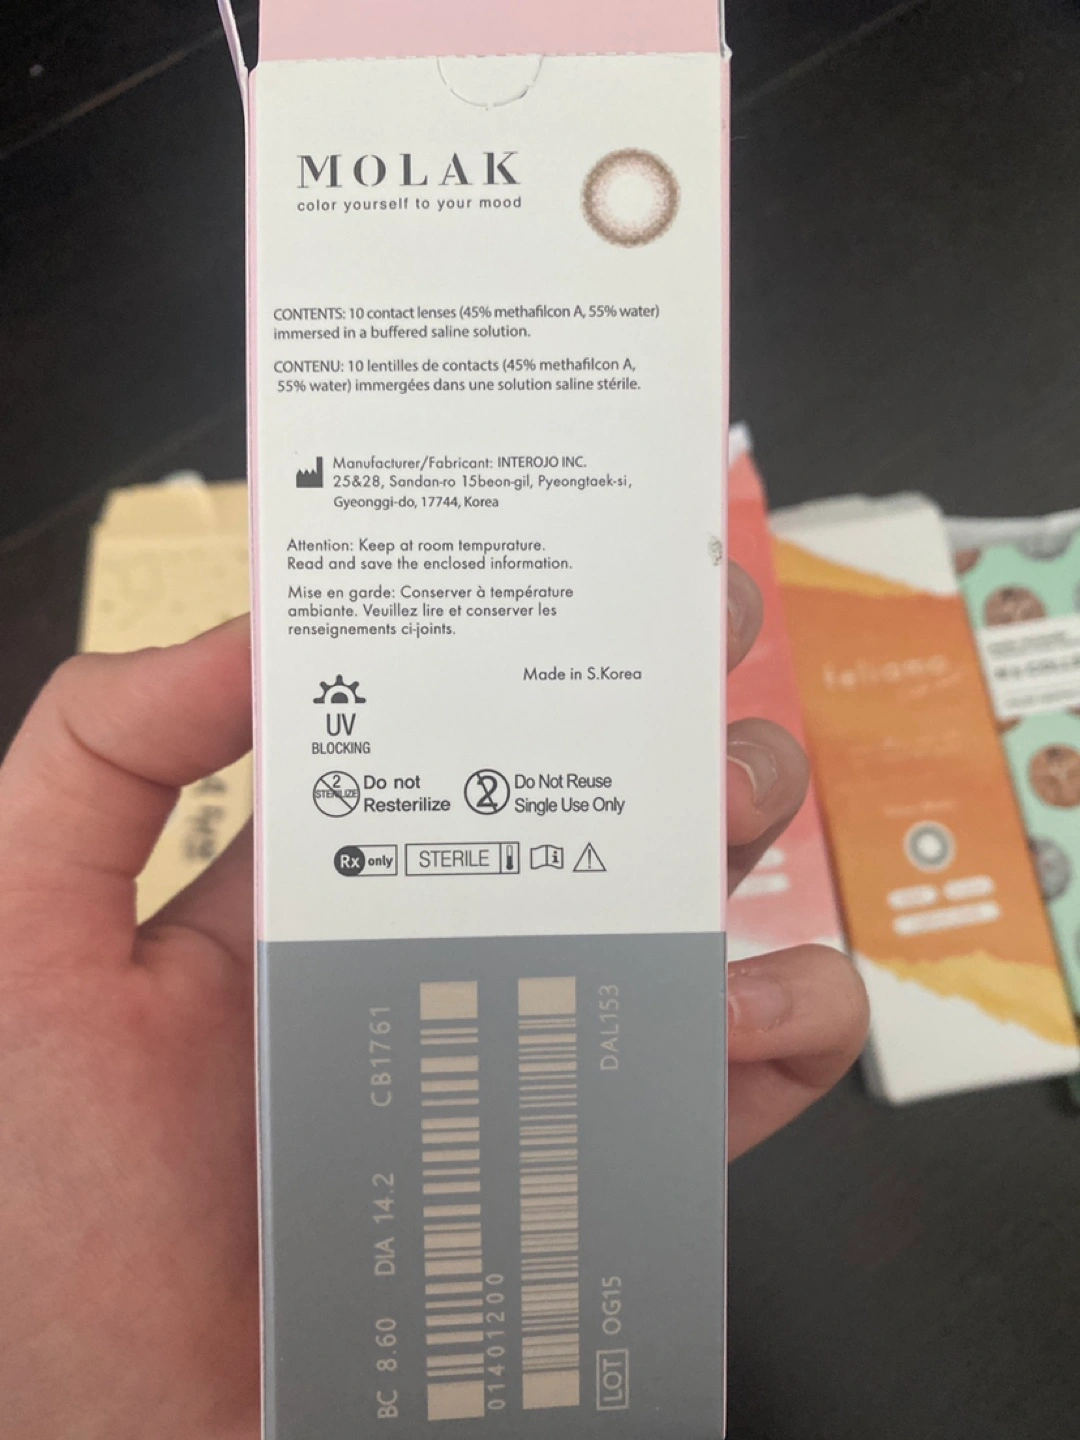 MOLAK
color yourself to your mood
CONTENTS: 10 contact lenses (45% methafilcon A, 55% water)
immersed in a buffered saline solution.
CONTENU: 10 lentilles de contacts (45% methafilcon A,
55% water) immergées dans une solution saline stérile.
Manufacturer/Fabricant: INTEROJO INC.
25&28, Sandan-ro 15beon-gil, Pyeongtaek-si,
Gyeonggi-do, 17744, Korea
Attention: Keep at room tempurature.
Read and save the enclosed information.
Mise en garde: Conserver à température
ambiante. Veuillez lire et conserver les
renseignements ci-joints.
Made in S.Korea
UV
BLOCKING
2
STERILIZE
Do not
Resterilize
2
Do Not Reuse
Single Use Only
Rx only
STERILE
i
BC 8.60 DIA 14.2 CB1761
01401200
LOT OG15 DAL153
feliamo